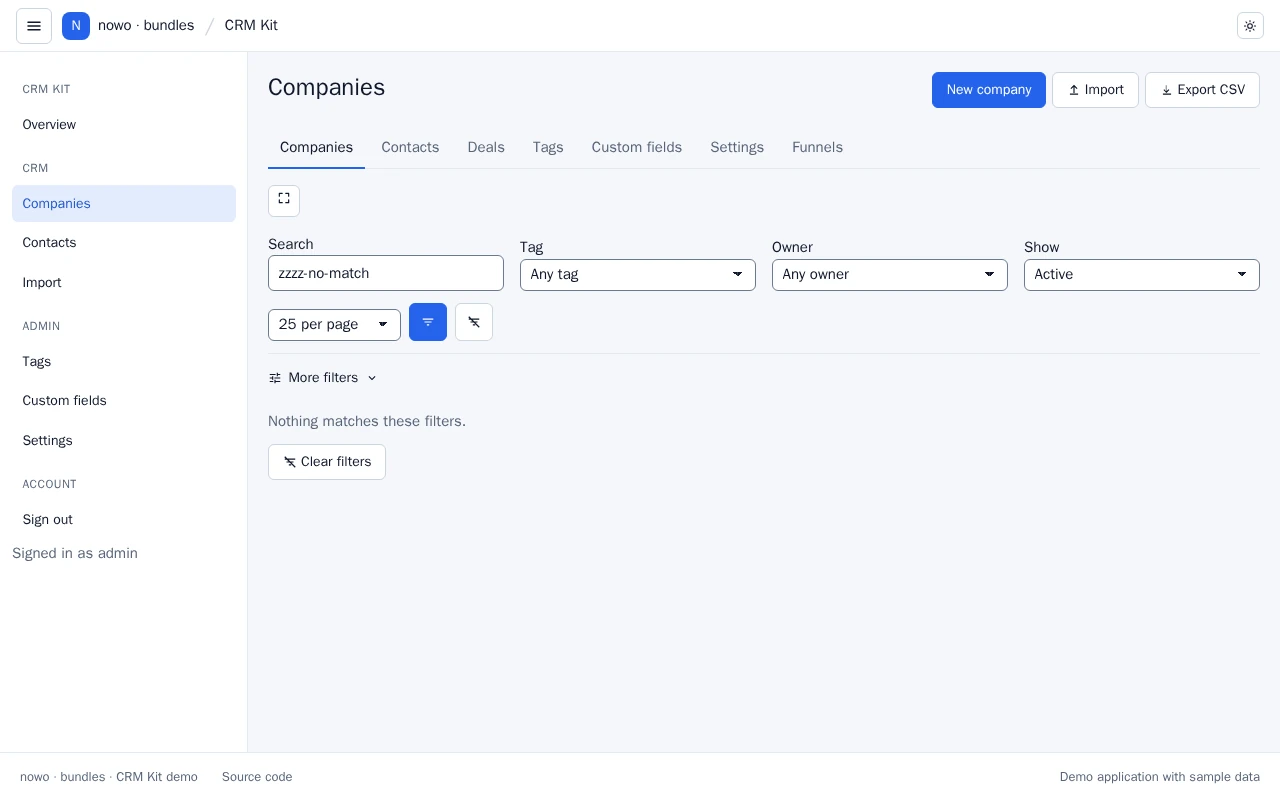 N nowo · bundles / CRM Kit
CRM KIT
Overview
CRM
Companies
Contacts
Import
ADMIN
Tags
Custom fields
Settings
ACCOUNT
Sign out
Signed in as admin
Companies
New company Import Export CSV
Companies Contacts Deals Tags Custom fields Settings Funnels
Search Tag Owner Show
zzzz-no-match Any tag Any owner Active
25 per page
More filters
Nothing matches these filters.
Clear filters
nowo · bundles · CRM Kit demo Source code Demo application with sample data